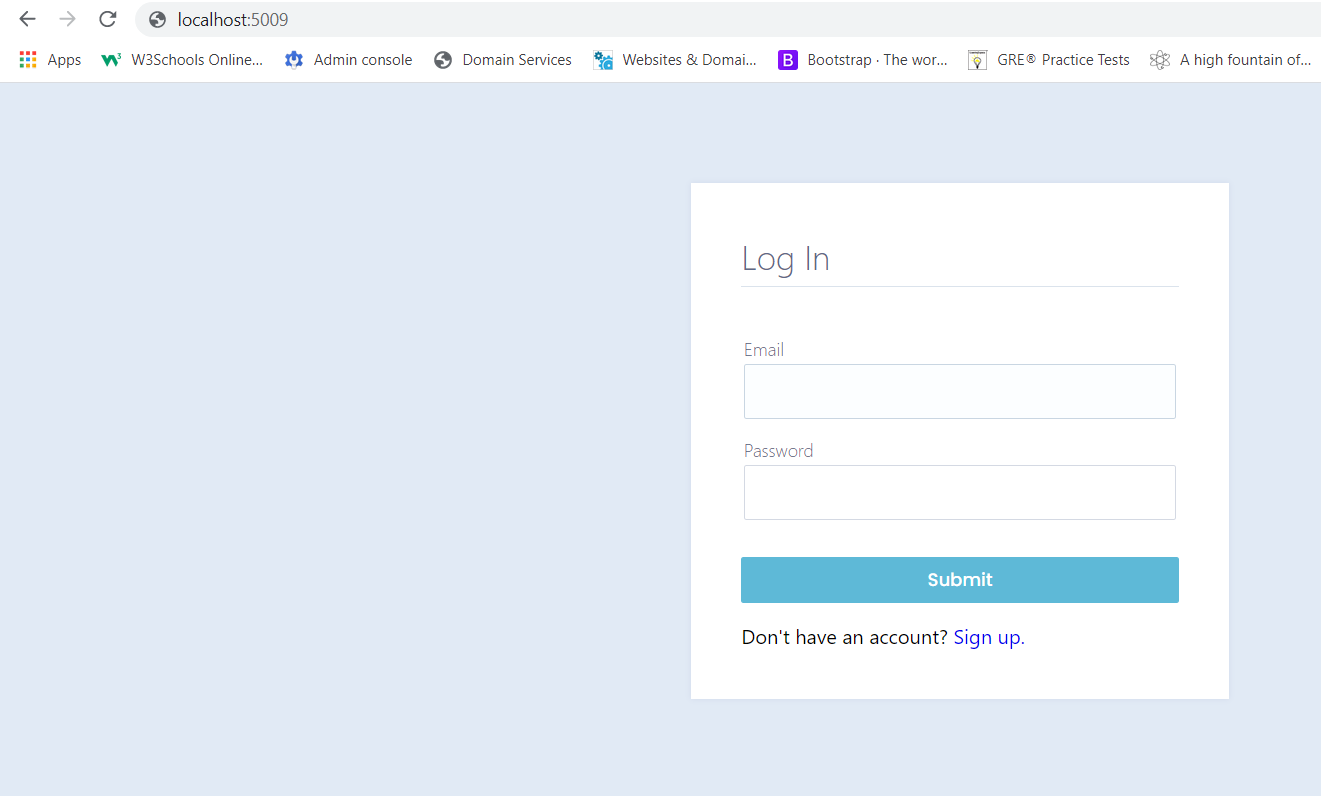 localhost:5009
Apps W3Schools Online... Admin console Domain Services Websites & Domai... B Bootstrap · The wor... GRE® Practice Tests A high fountain of...
Log In
Email
Password
Submit
Don't have an account? Sign up.